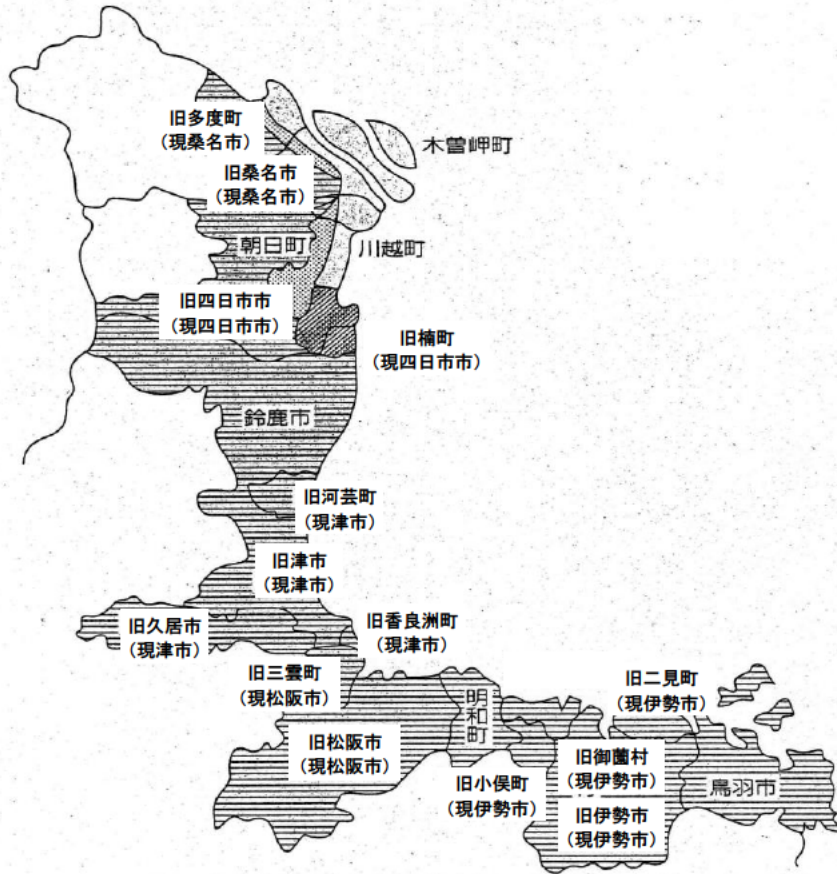 旧多度町
（現桑名市）
木曽岬町
旧桑名市
（現桑名市）
朝日町
川越町
旧四日市市
（現四日市市）
旧楠町
（現四日市市）
鈴鹿市
旧河芸町
（現津市）
旧津市
（現津市）
旧久居市
（現津市）
旧香良洲町
（現津市）
旧三雲町
（現松阪市）
旧二見町
（現伊勢市）
明和町
旧松阪市
（現松阪市）
旧御薗村
（現伊勢市）
旧小俣町
（現伊勢市）
鳥羽市
旧伊勢市
（現伊勢市）